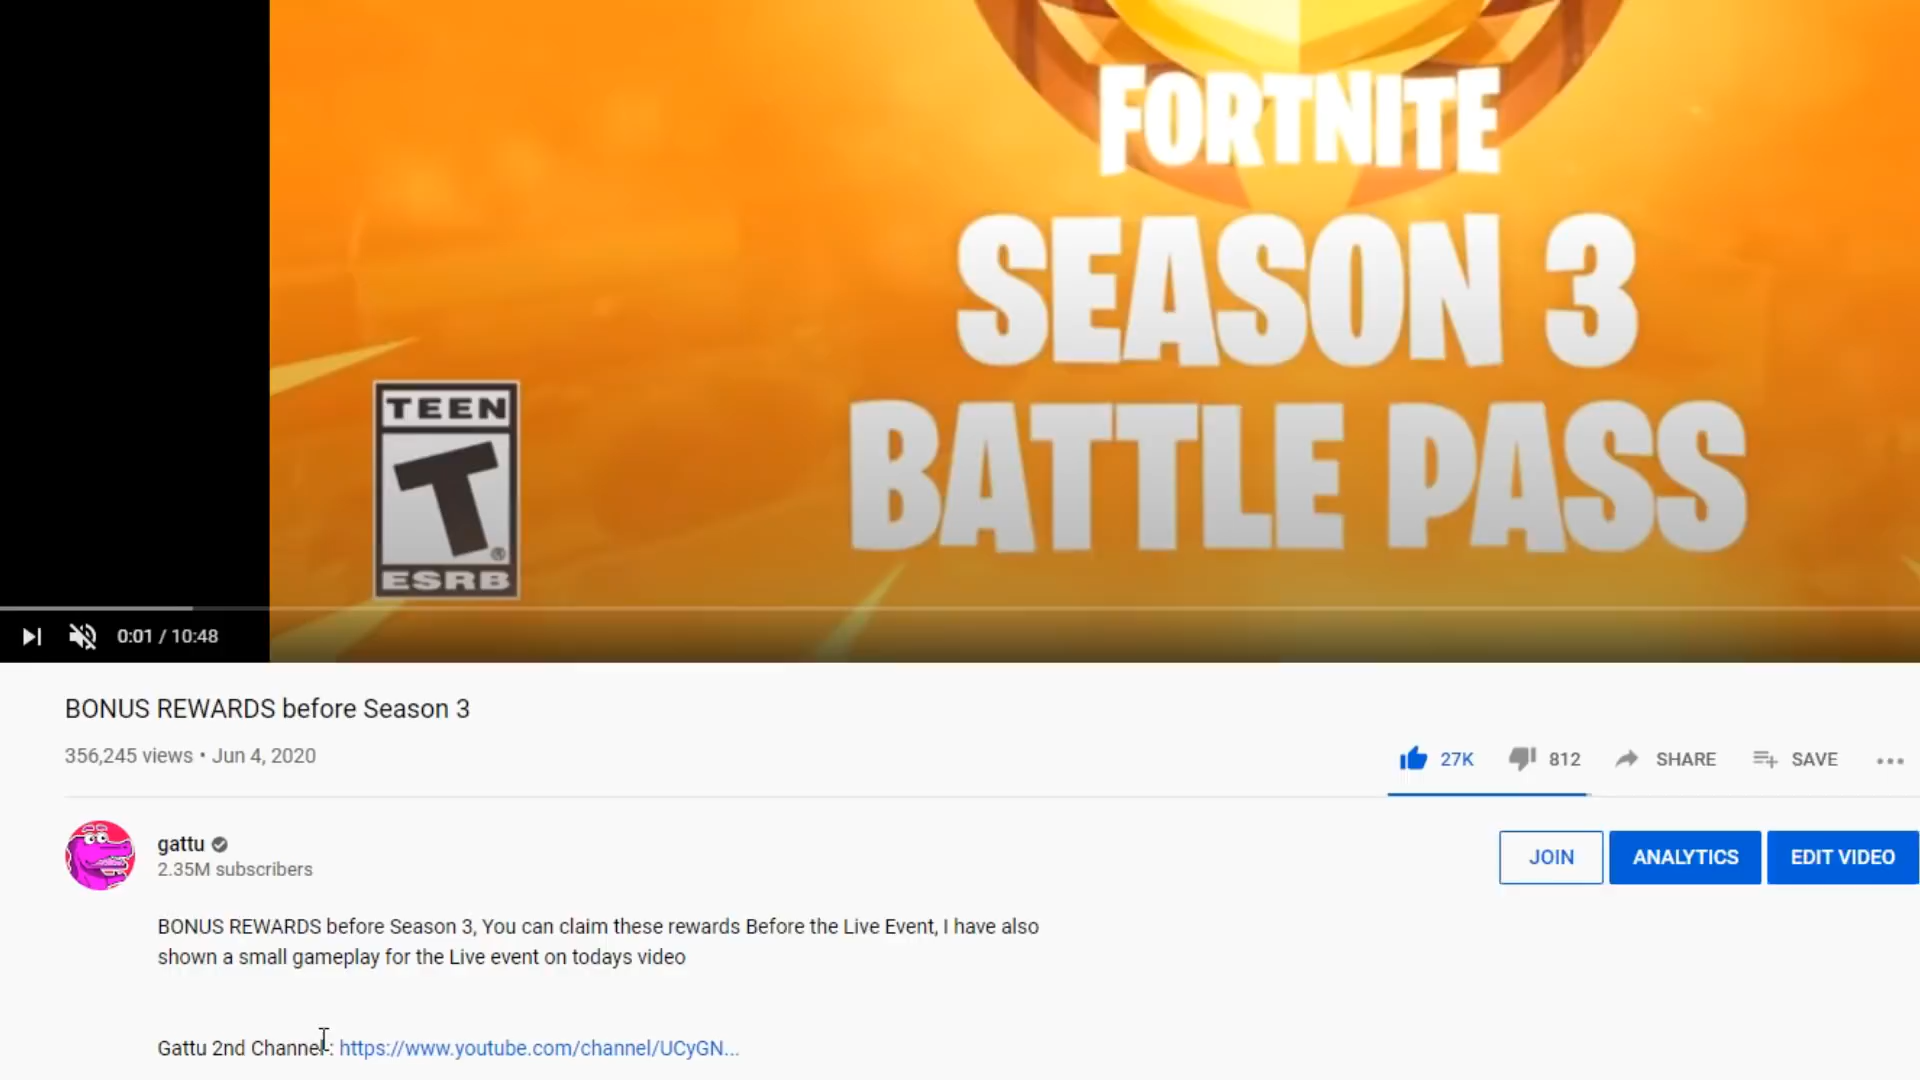 FORTNITE
SEASON 3
BATTLE PASS
TEEN
T
®
ESRB
0:01 / 10:48
BONUS REWARDS before Season 3
356,245 views • Jun 4, 2020
27K 812 SHARE SAVE
gattu
2.35M subscribers
JOIN ANALYTICS EDIT VIDEO
BONUS REWARDS before Season 3, You can claim these rewards Before the Live Event, I have also
shown a small gameplay for the Live event on todays video
Gattu 2nd Channel-: https://www.youtube.com/channel/UCyGN...